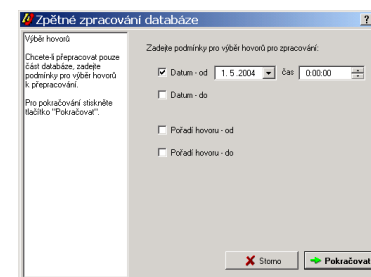 Zpětné zpracování databáze
?
Výběr hovorů
Chcete-li přepracovat pouze
část databáze, zadejte
podmínky pro výběr hovorů
k přepracování.
Pro pokračování stiskněte
tlačítko "Pokračovat".
Zadejte podmínky pro výběr hovorů pro zpracování:
Datum - od 1. 5. 2004 čas 0:00:00
Datum - do
Pořadí hovoru - od
Pořadí hovoru - do
Storno Pokračovat